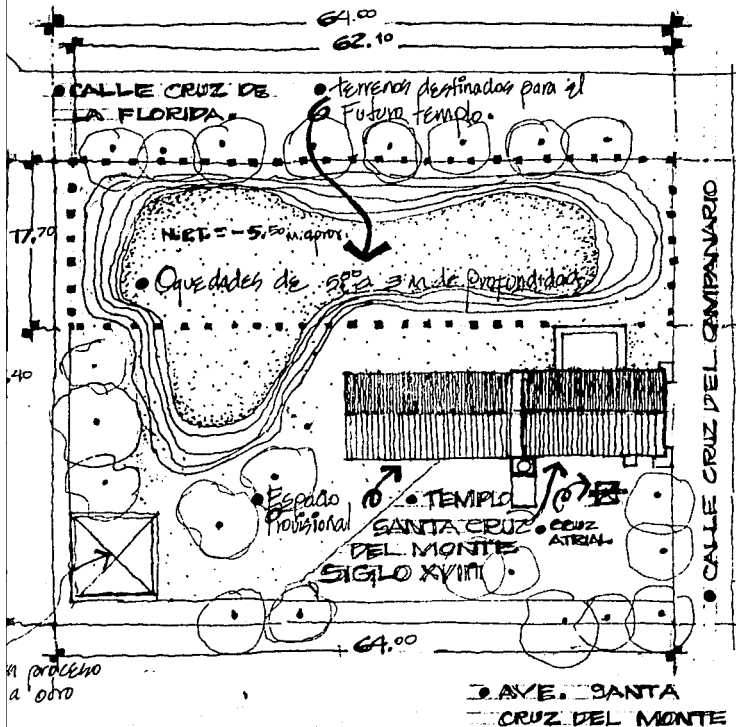 64.00
62.10
• CALLE CRUZ DE
LA FLORIDA.
• terrenos destinados para el
Futuro templo.
17.70
N.P.T. = -5.50 m. aprox.
• Oquedades de 5.00 a 3 m de profundidad
.40
• CALLE CRUZ DEL CAMPANARIO
• Espacio
Provisional
• TEMPLO
SANTA CRUZ
DEL MONTE
SIGLO XVIII
• CRUZ
ATRIAL
64.00
n proceso
a otro
• AVE. SANTA
CRUZ DEL MONTE